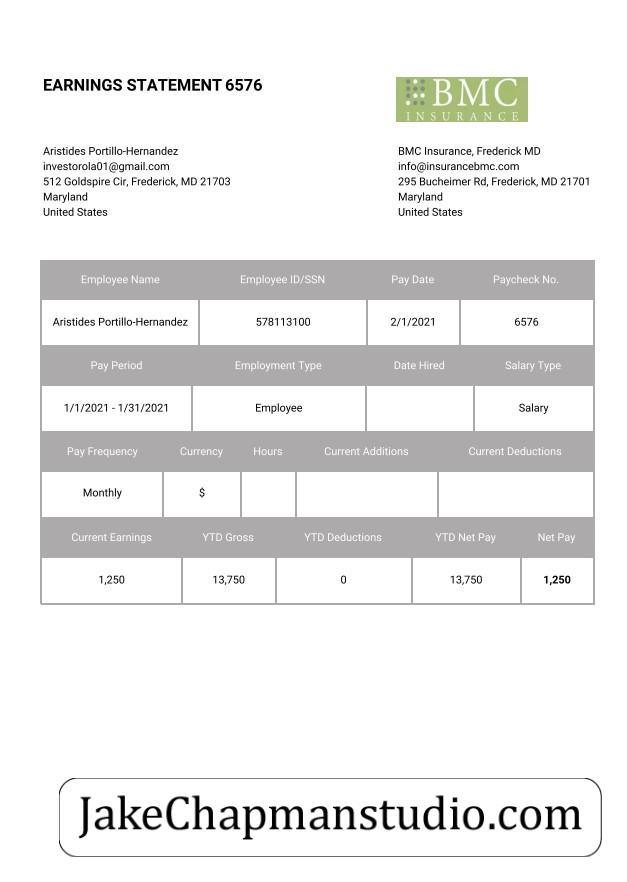 EARNINGS STATEMENT 6576
BMC
INSURANCE
Aristides Portillo-Hernandez
investorola01@gmail.com
512 Goldspire Cir, Frederick, MD 21703
Maryland
United States
BMC Insurance, Frederick MD
info@insurancebmc.com
295 Bucheimer Rd, Frederick, MD 21701
Maryland
United States
Employee Name Employee ID/SSN Pay Date Paycheck No.
Aristides Portillo-Hernandez 578113100 2/1/2021 6576
Pay Period Employment Type Date Hired Salary Type
1/1/2021 - 1/31/2021 Employee Salary
Pay Frequency Currency Hours Current Additions Current Deductions
Monthly $
Current Earnings YTD Gross YTD Deductions YTD Net Pay Net Pay
1,250 13,750 0 13,750 1,250
JakeChapmanstudio.com